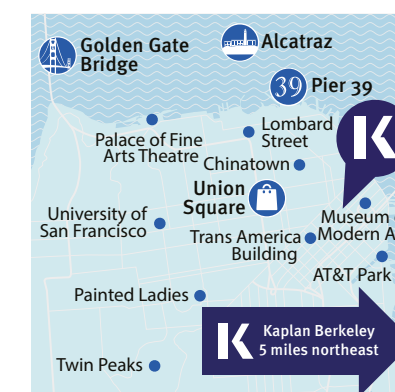 Golden Gate
Bridge
Alcatraz
39
Pier 39
Palace of Fine
Arts Theatre
Lombard
Street
Chinatown
Union
Square
K
University of
San Francisco
Trans America
Building
Museum
Modern A
AT&T Park
Painted Ladies
K
Kaplan Berkeley
5 miles northeast
Twin Peaks